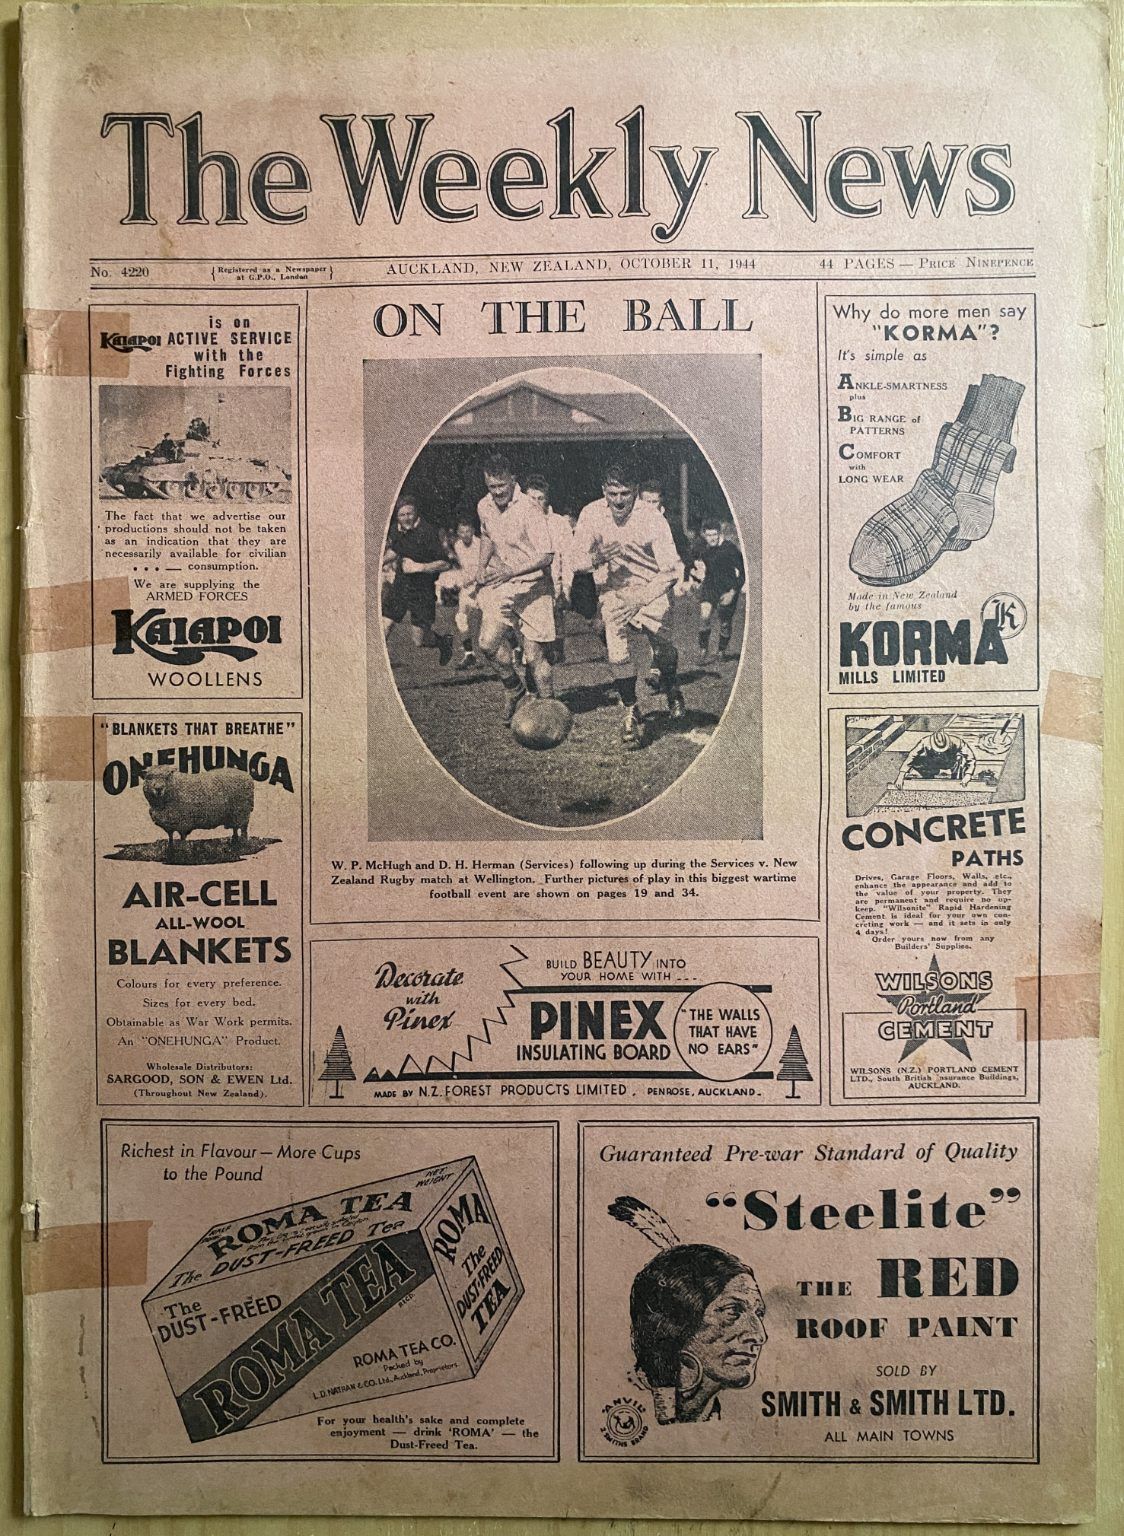 The Weekly News
No. 4220
{Registered as a Newspaper
at G.P.O., London}
AUCKLAND, NEW ZEALAND, OCTOBER 11, 1944
44 PAGES — PRICE NINEPENCE
KAIAPOI is on
ACTIVE SERVICE
with the
Fighting Forces
The fact that we advertise our
productions should not be taken
as an indication that they are
necessarily available for civilian
. . . — consumption.
We are supplying the
ARMED FORCES
KAIAPOI
WOOLLENS
"BLANKETS THAT BREATHE"
ONEHUNGA
AIR-CELL
ALL-WOOL
BLANKETS
Colours for every preference.
Sizes for every bed.
Obtainable as War Work permits.
An "ONEHUNGA" Product.
Wholesale Distributors:
SARGOOD, SON & EWEN Ltd.
(Throughout New Zealand).
ON THE BALL
W. P. McHugh and D. H. Herman (Services) following up during the Services v. New
Zealand Rugby match at Wellington. Further pictures of play in this biggest wartime
football event are shown on pages 19 and 34.
Decorate
with
Pinex
BUILD BEAUTY INTO
YOUR HOME WITH ---
PINEX
INSULATING BOARD
"THE WALLS
THAT HAVE
NO EARS"
MADE BY N.Z. FOREST PRODUCTS LIMITED, PENROSE, AUCKLAND.
Why do more men say
"KORMA"?
It's simple as
ANKLE-SMARTNESS
plus
BIG RANGE of
PATTERNS
COMFORT
with
LONG WEAR
Made in New Zealand
by the famous
K
KORMA
MILLS LIMITED
CONCRETE
PATHS
Drives, Garage Floors, Walls, etc.,
enhance the appearance and add to
the value of your property. They
are permanent and require no up-
keep. "Wilsonite" Rapid Hardening
Cement is ideal for your own con-
creting work — and it sets in only
4 days!
Order yours now from any
Builders' Supplies.
WILSONS
Portland
CEMENT
WILSONS (N.Z.) PORTLAND CEMENT
LTD., South British Insurance Buildings,
AUCKLAND.
Richest in Flavour — More Cups
to the Pound
NET
WEIGHT
ROMA TEA
The DUST-FREED Tea
ROMA
The
DUST-FREED
TEA
The
DUST-FREED
ROMA TEA
REGD.
ROMA TEA CO.
Packed by
L.D. NATHAN & CO. Ltd., Auckland, Proprietors.
For your health's sake and complete
enjoyment — drink 'ROMA' — the
Dust-Freed Tea.
Guaranteed Pre-war Standard of Quality
"Steelite"
THE RED
ROOF PAINT
SOLD BY
SMITH & SMITH LTD.
ALL MAIN TOWNS
"ANVIL"
2 SMITHS BRAND